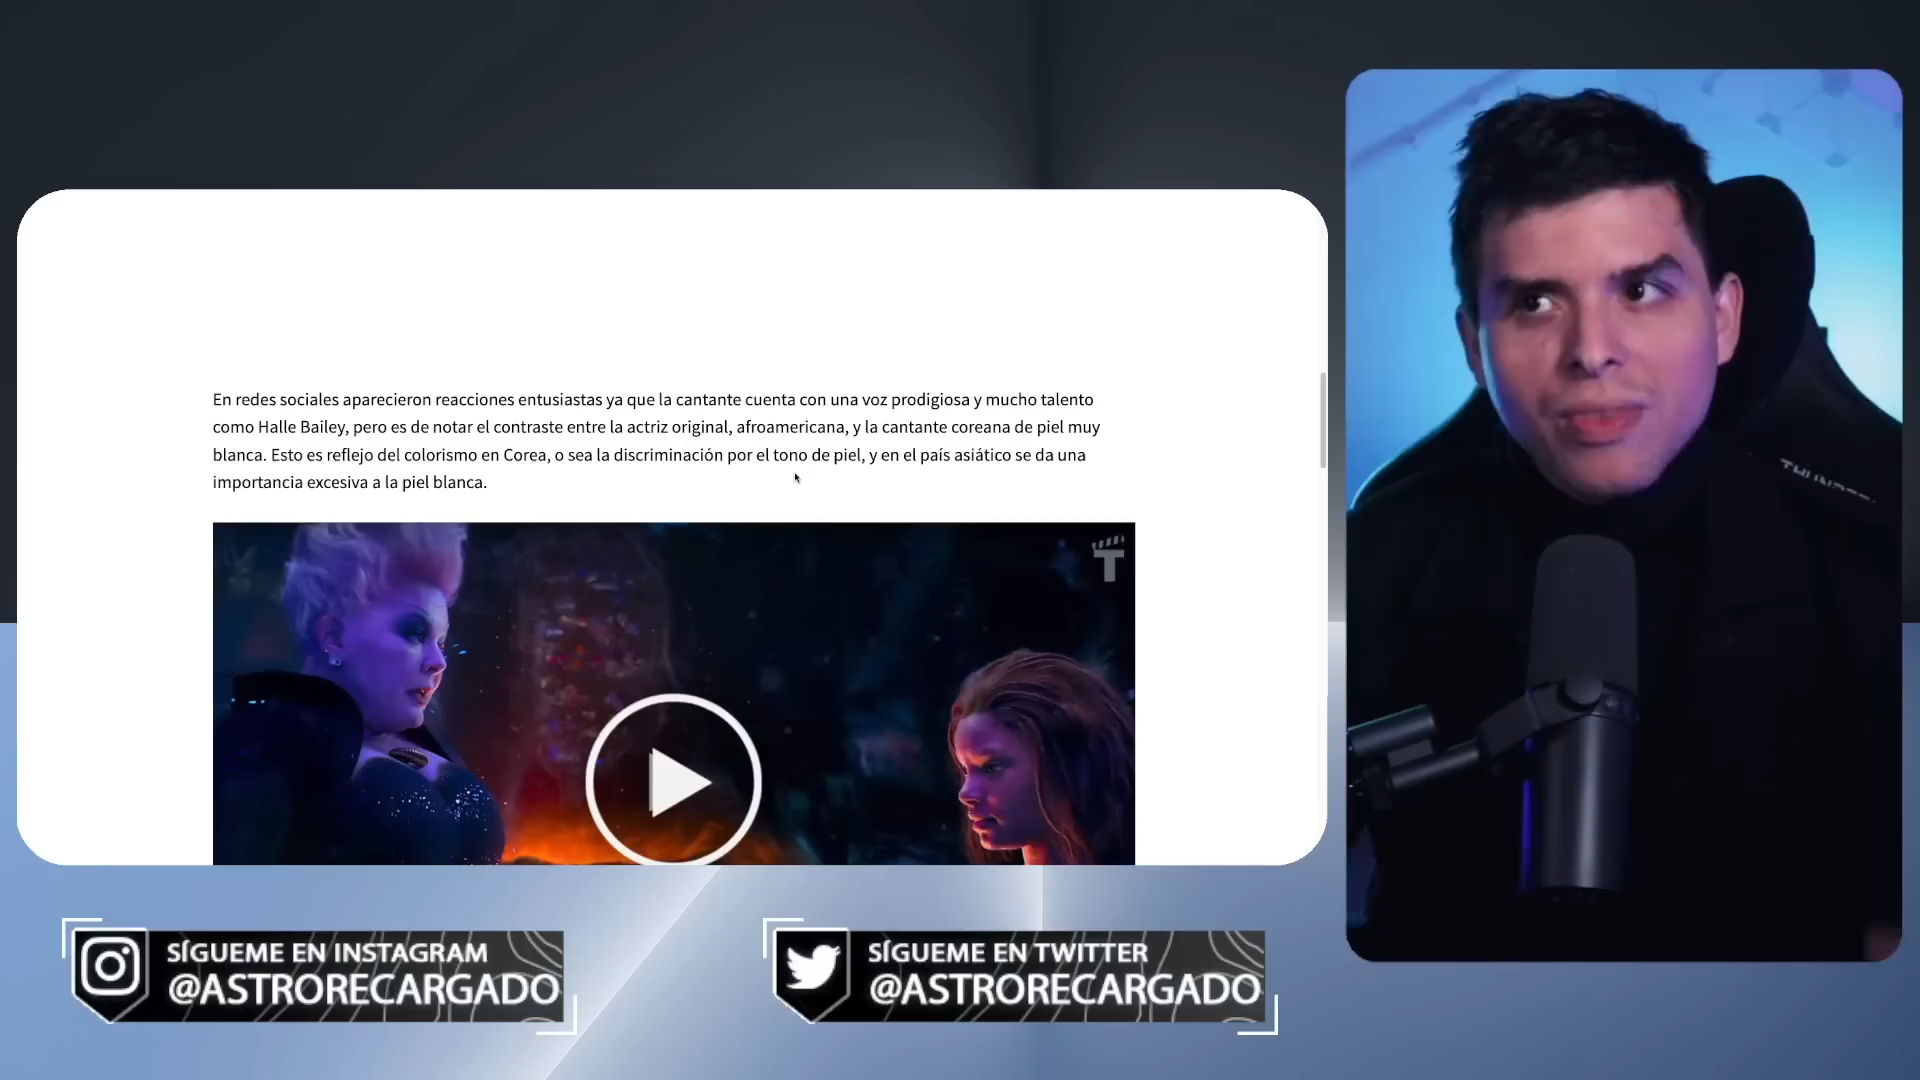 En redes sociales aparecieron reacciones entusiastas ya que la cantante cuenta con una voz prodigiosa y mucho talento
como Halle Bailey, pero es de notar el contraste entre la actriz original, afroamericana, y la cantante coreana de piel muy
blanca. Esto es reflejo del colorismo en Corea, o sea la discriminación por el tono de piel, y en el país asiático se da una
importancia excesiva a la piel blanca.
T
SÍGUEME EN INSTAGRAM
@ASTRORECARGADO
SÍGUEME EN TWITTER
@ASTRORECARGADO